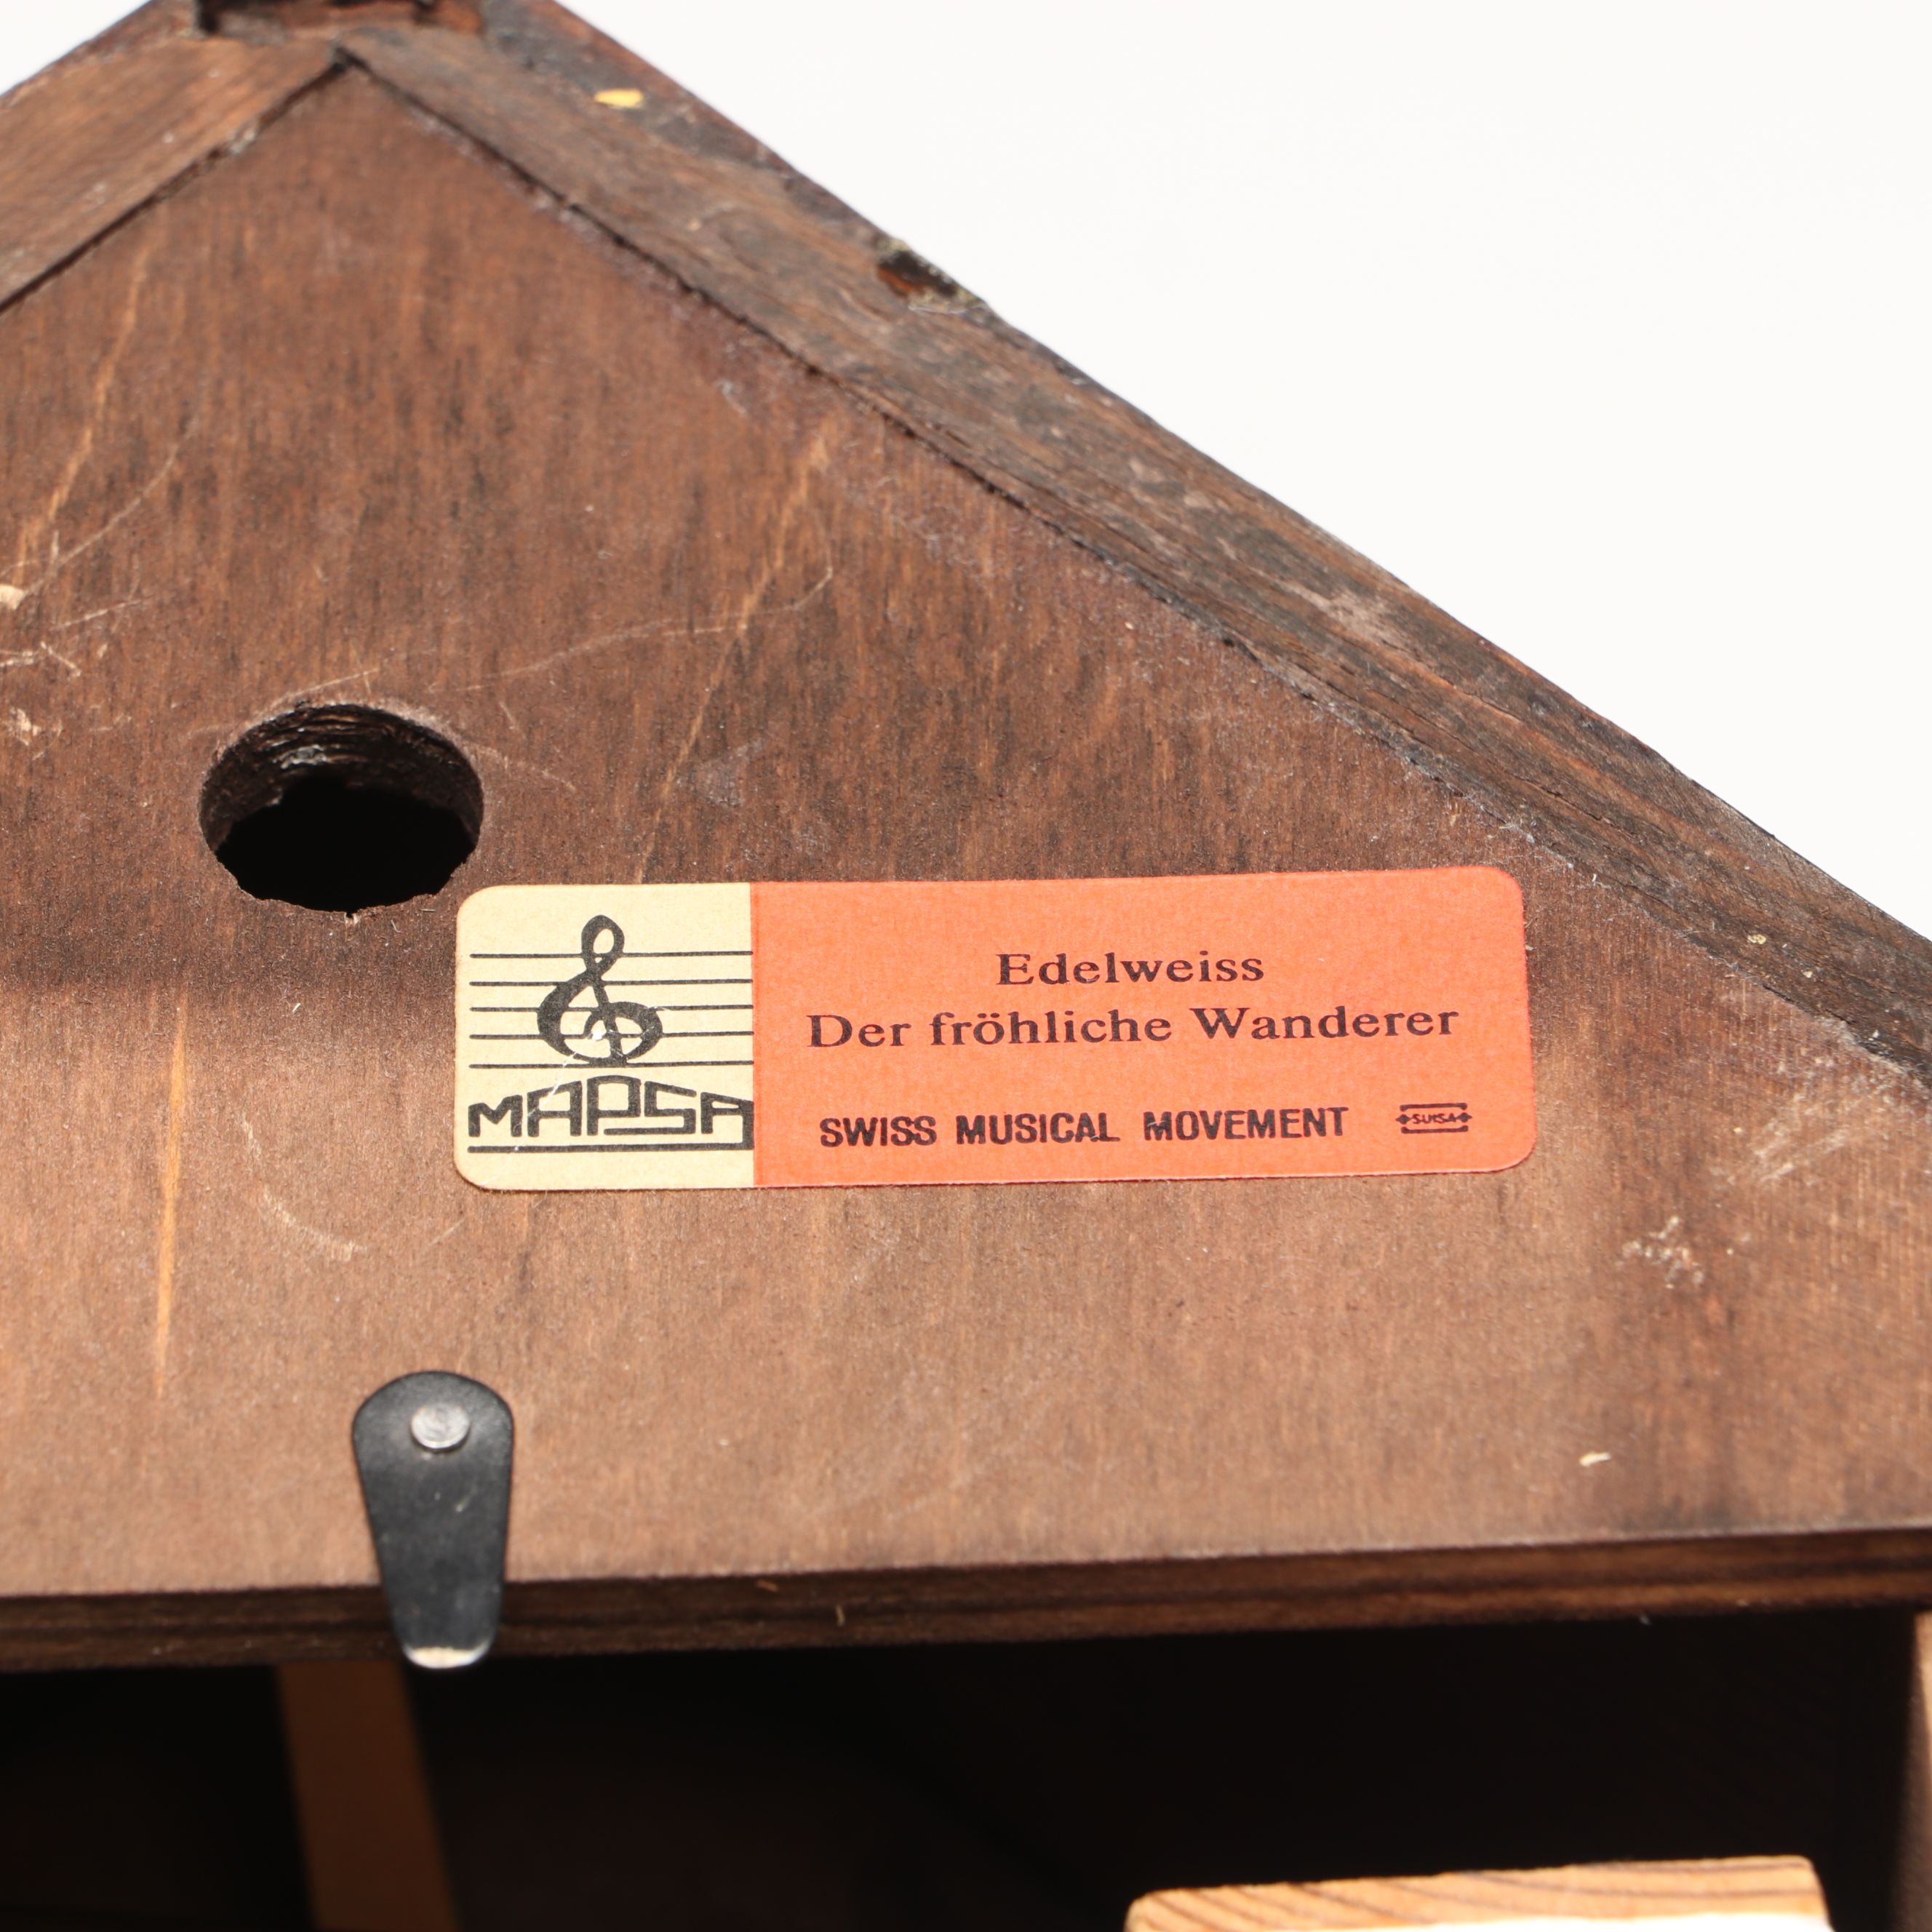 Edelweiss
Der fröhliche Wanderer
MAPSA
SWISS MUSICAL MOVEMENT
SUISA